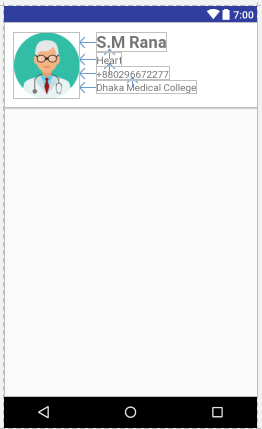 7:00
S.M Rana
Heart
+880296672277
Dhaka Medical College